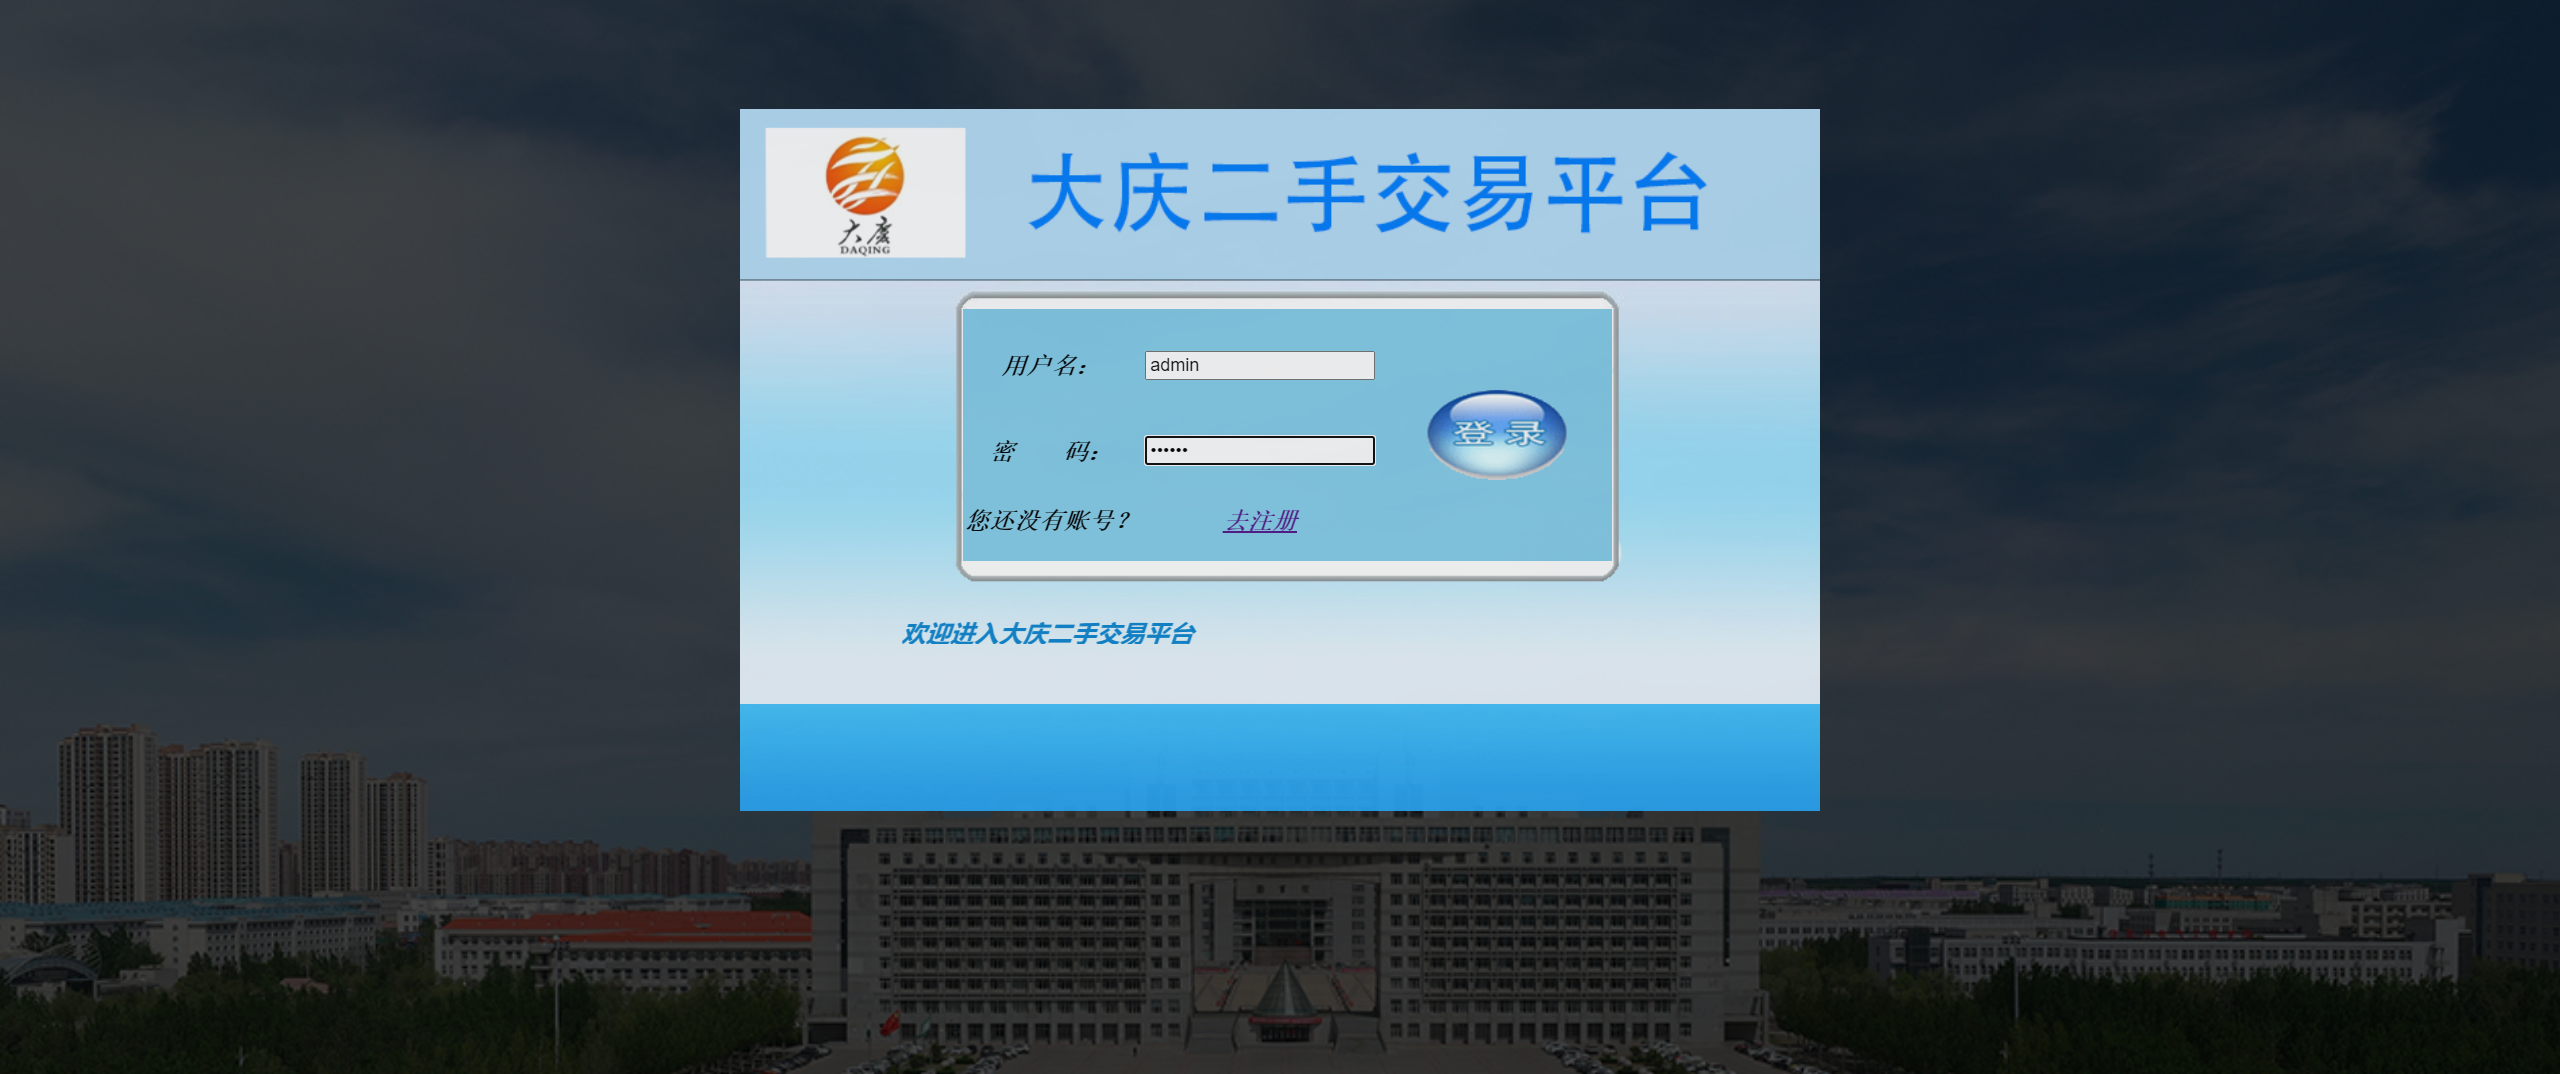 大庆
DAQING
大庆二手交易平台
用户名： admin
密 码： ••••••
登录
您还没有账号？ 去注册
欢迎进入大庆二手交易平台